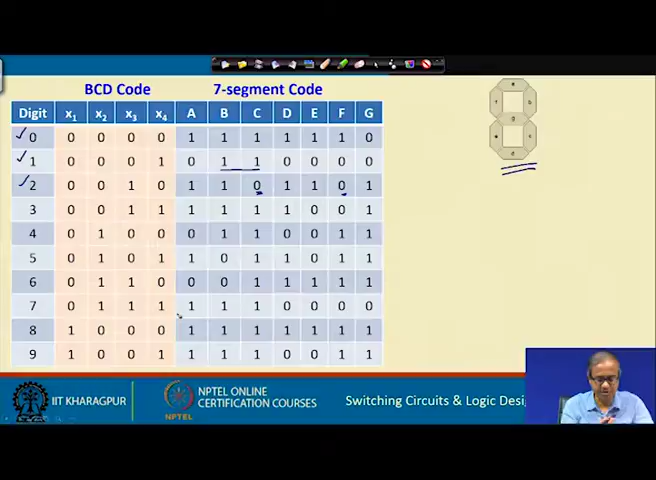 BCD Code 7-segment Code
Digit x₁ x₂ x₃ x₄ A B C D E F G
0 0 0 0 0 1 1 1 1 1 1 0
1 0 0 0 1 0 1 1 0 0 0 0
2 0 0 1 0 1 1 0 1 1 0 1
3 0 0 1 1 1 1 1 1 0 0 1
4 0 1 0 0 0 1 1 0 0 1 1
5 0 1 0 1 1 0 1 1 0 1 1
6 0 1 1 0 0 0 1 1 1 1 1
7 0 1 1 1 1 1 1 0 0 0 0
8 1 0 0 0 1 1 1 1 1 1 1
9 1 0 0 1 1 1 1 0 0 1 1
IIT KHARAGPUR
NPTEL
NPTEL ONLINE
CERTIFICATION COURSES
Switching Circuits & Logic Desig